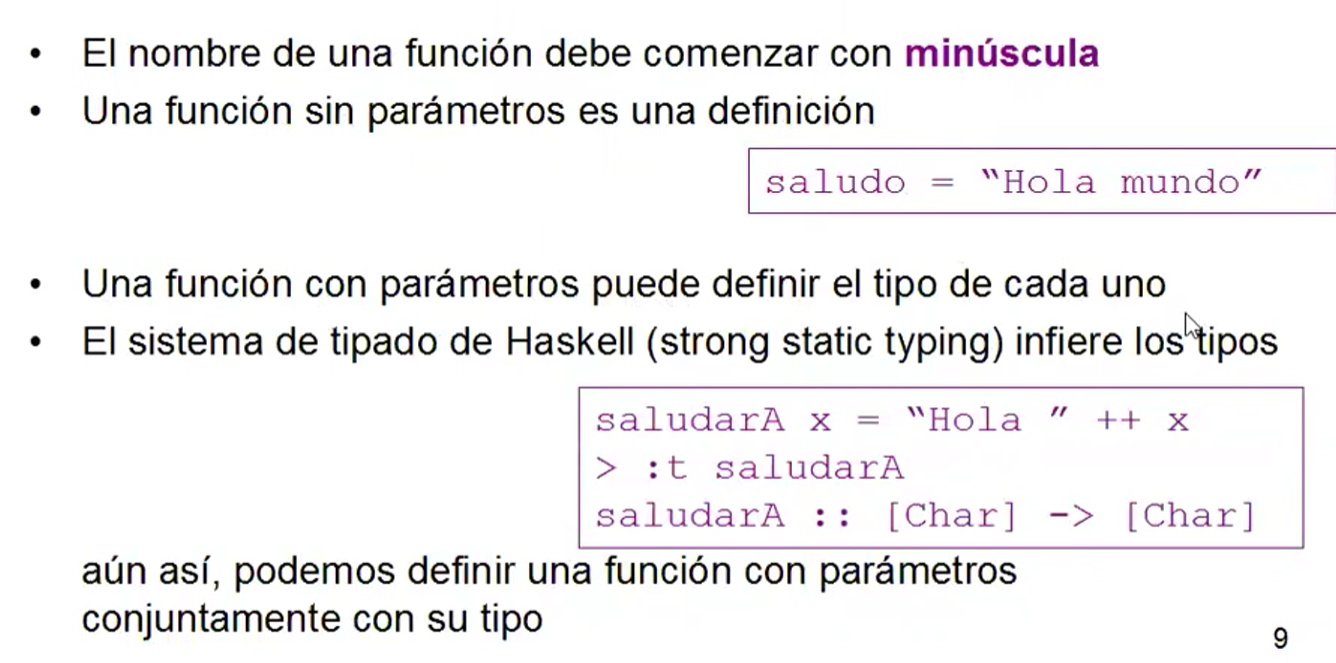 • El nombre de una función debe comenzar con minúscula
• Una función sin parámetros es una definición
saludo = “Hola mundo”
• Una función con parámetros puede definir el tipo de cada uno
• El sistema de tipado de Haskell (strong static typing) infiere los tipos
saludarA x = “Hola ” ++ x
> :t saludarA
saludarA :: [Char] -> [Char]
aún así, podemos definir una función con parámetros
conjuntamente con su tipo
9